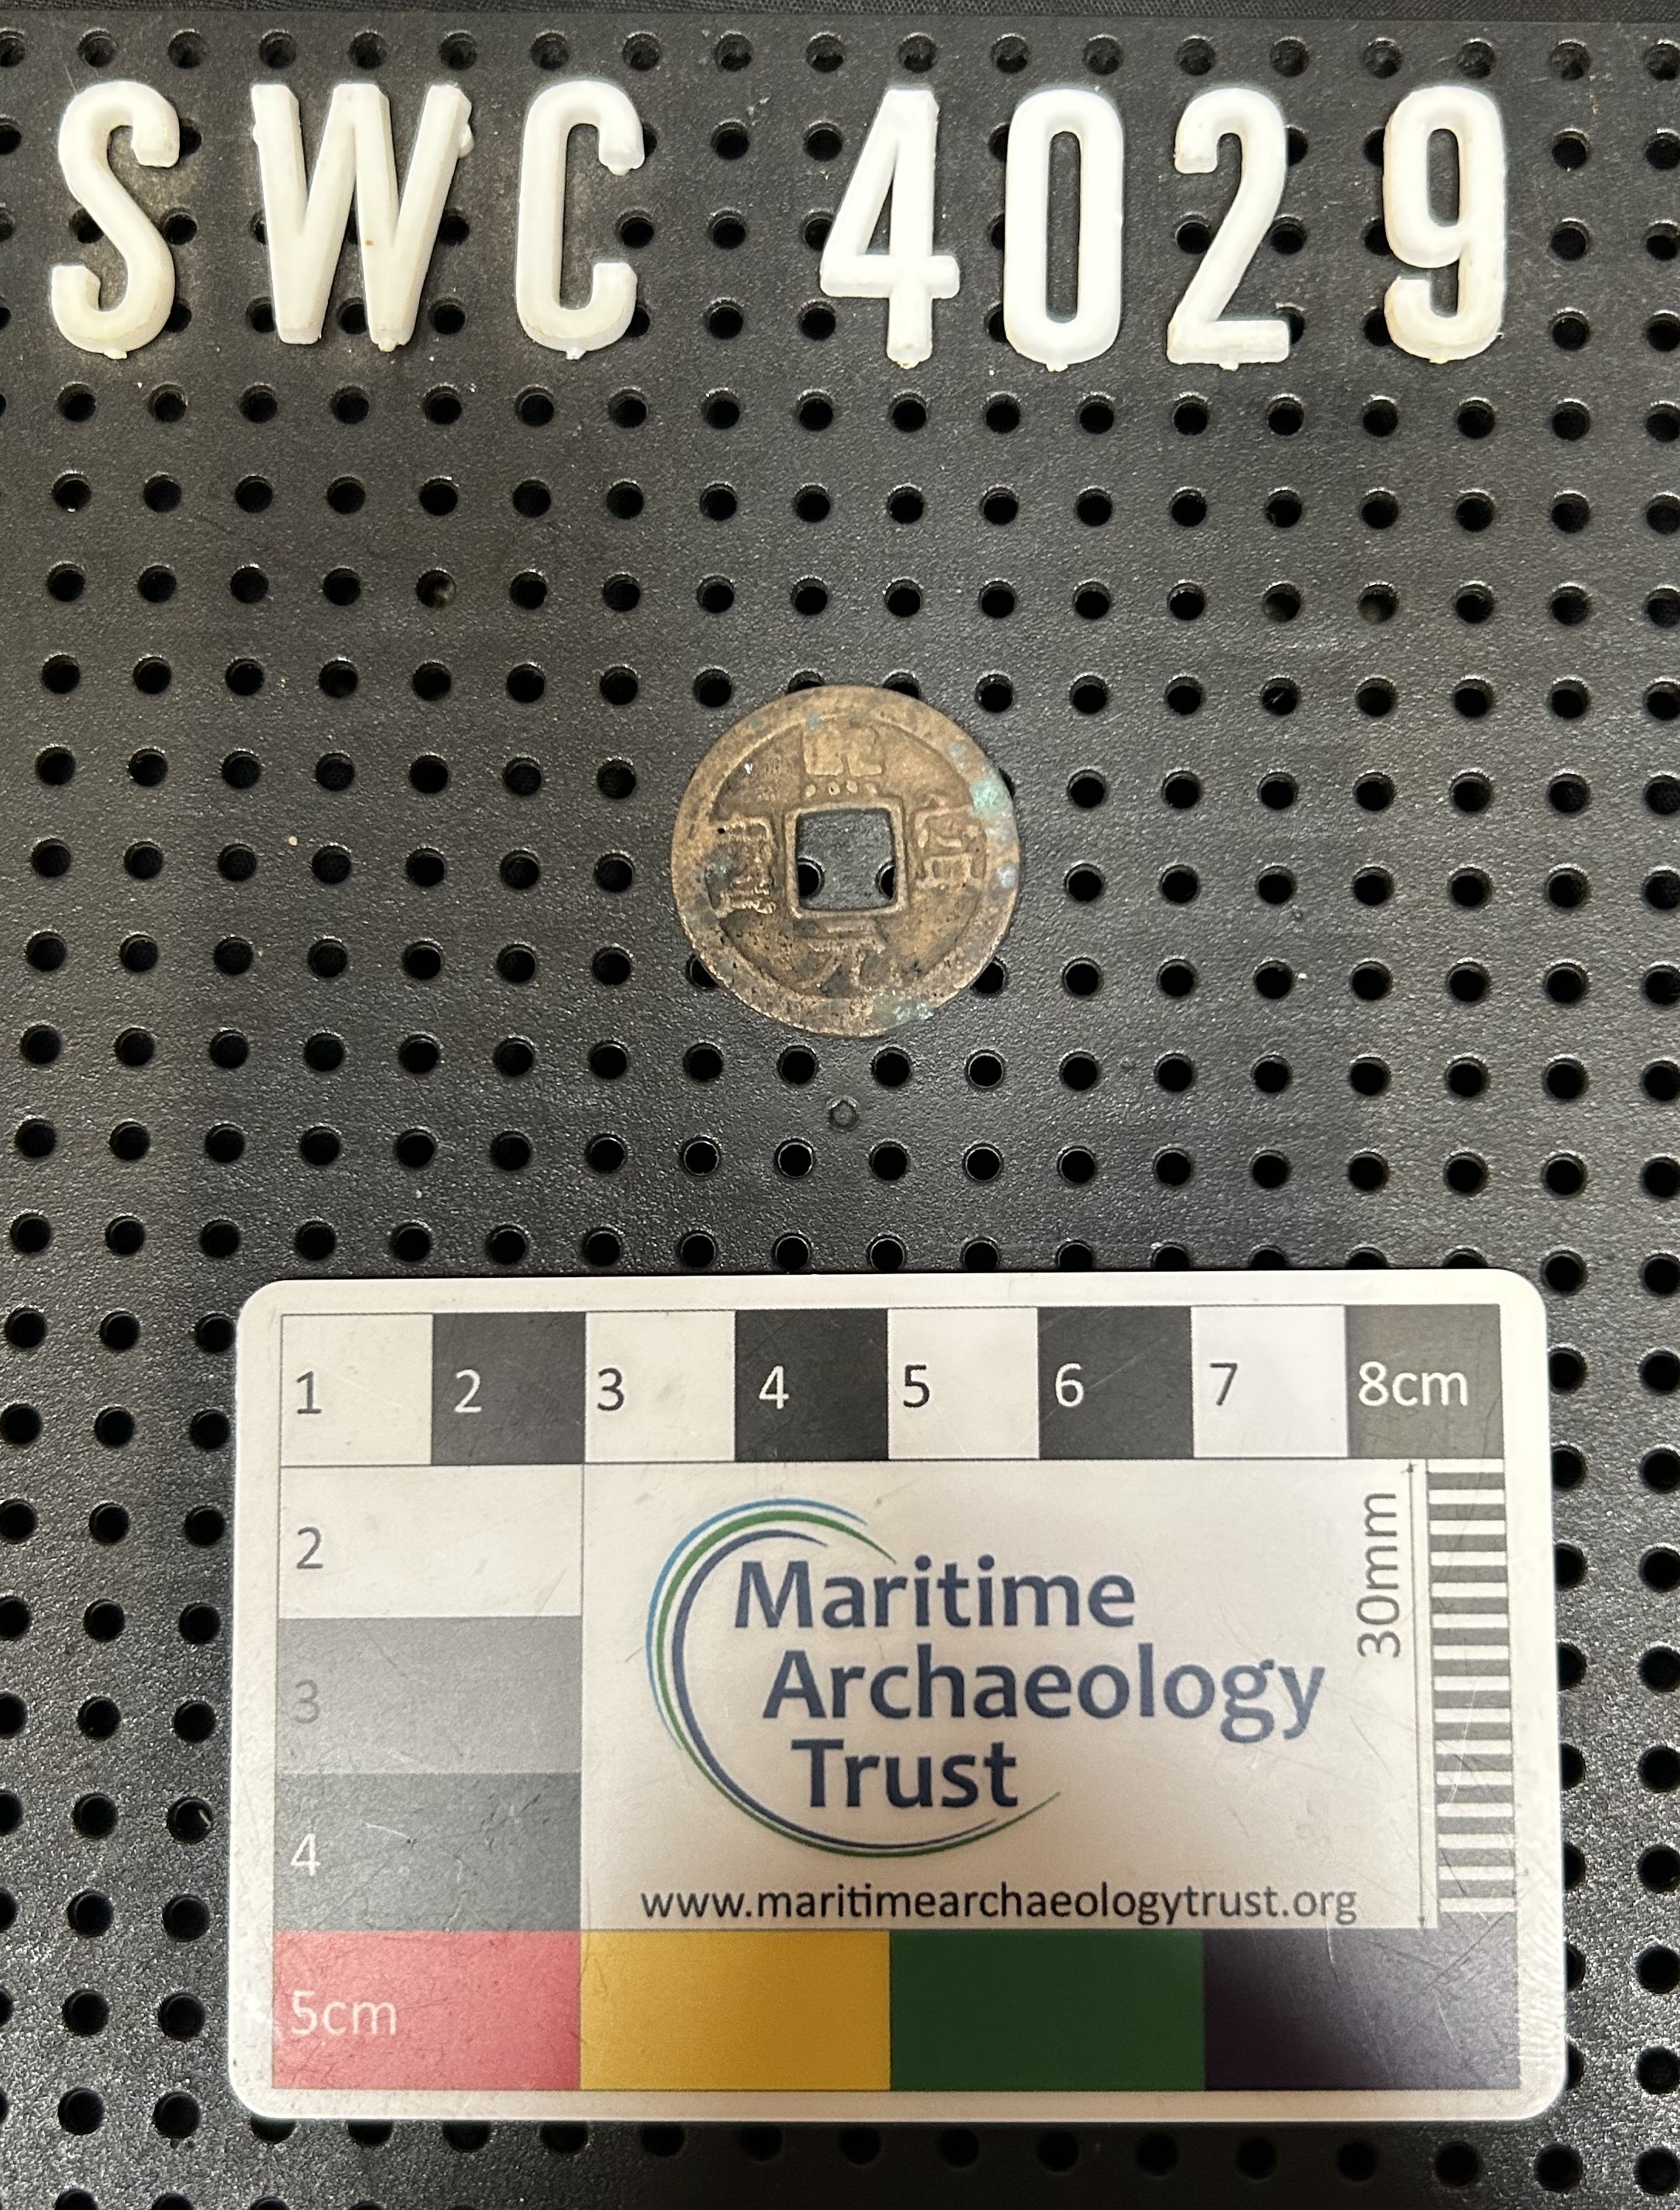 SWC 4029
熙寧元寶
1 2 3 4 5 6 7 8cm
2
3
4
5cm
30mm
Maritime
Archaeology
Trust
www.maritimearchaeologytrust.org